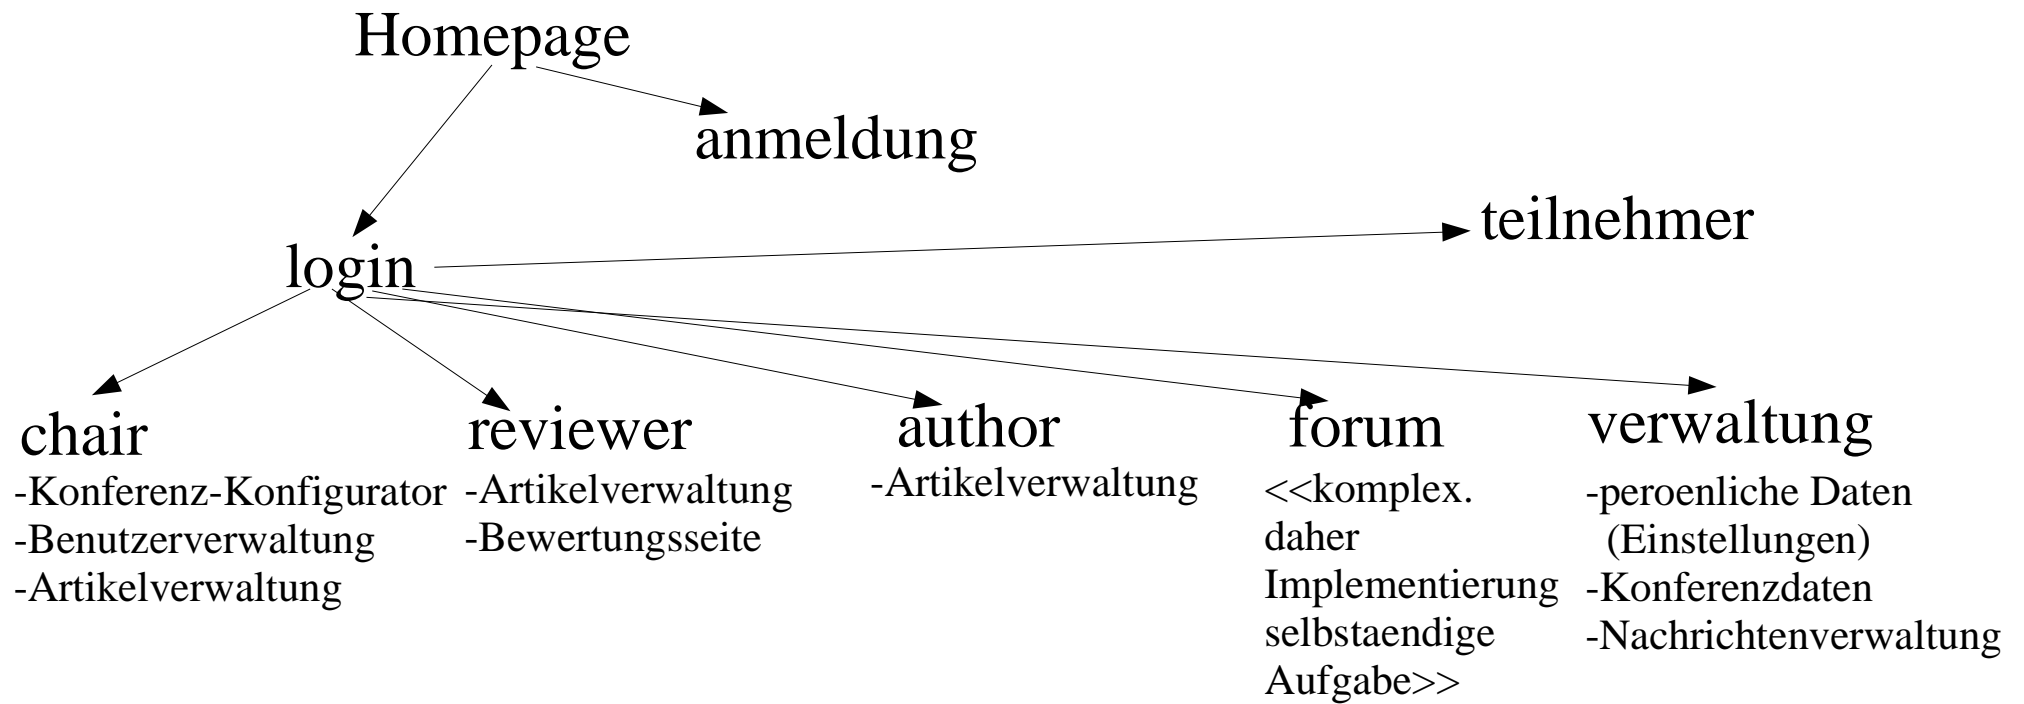 Homepage
anmeldung
teilnehmer
login
chair
-Konferenz-Konfigurator
-Benutzerverwaltung
-Artikelverwaltung
reviewer
-Artikelverwaltung
-Bewertungsseite
author
-Artikelverwaltung
forum
<<komplex.
daher
Implementierung
selbstaendige
Aufgabe>>
verwaltung
-peroenliche Daten
(Einstellungen)
-Konferenzdaten
-Nachrichtenverwaltung